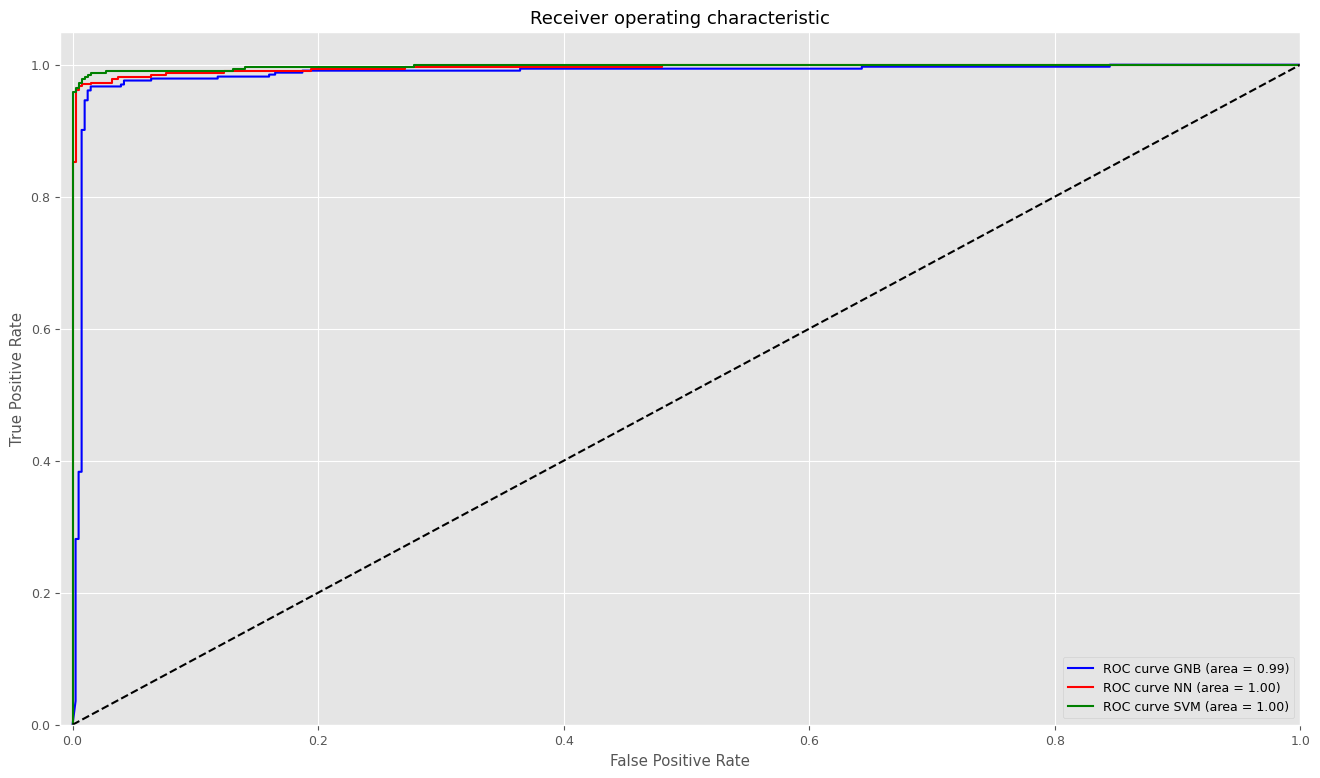 Receiver operating characteristic
True Positive Rate
1.0
0.8
0.6
0.4
0.2
0.0
0.0 0.2 0.4 0.6 0.8 1.0
False Positive Rate
ROC curve GNB (area = 0.99)
ROC curve NN (area = 1.00)
ROC curve SVM (area = 1.00)